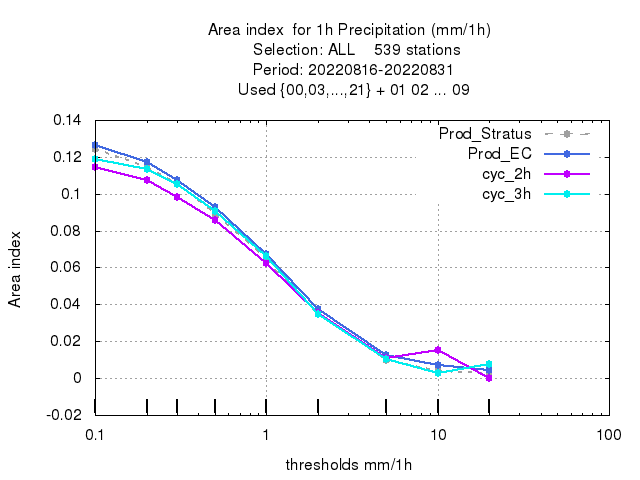 Area index  for 1h Precipitation (mm/1h)
Selection: ALL    539 stations
Period: 20220816-20220831
Used {00,03,...,21} + 01 02 ... 09
Prod_Stratus
Prod_EC
cyc_2h
cyc_3h
Area index
0.14
0.12
0.1
0.08
0.06
0.04
0.02
0
-0.02
0.1 1 10 100
thresholds mm/1h